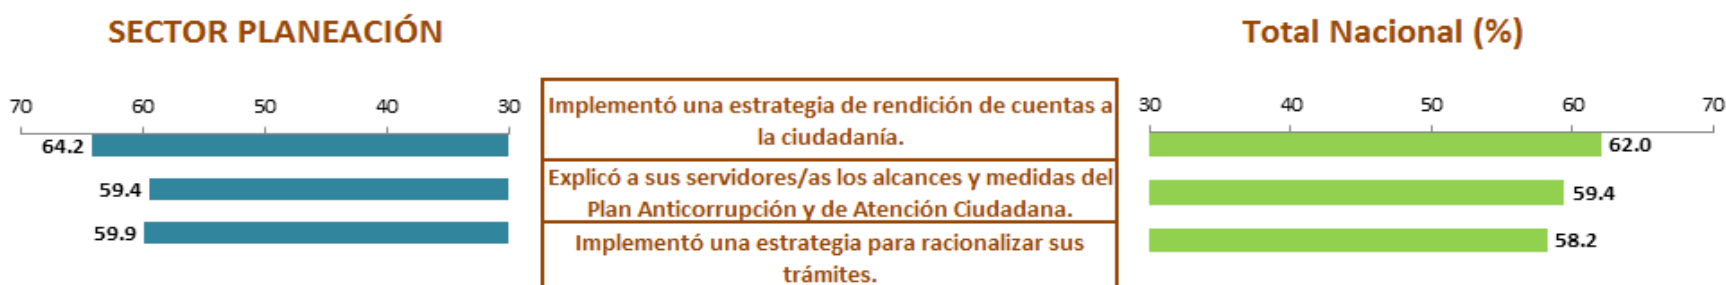 SECTOR PLANEACIÓN
Total Nacional (%)
70 60 50 40 30
30 40 50 60 70
Implementó una estrategia de rendición de cuentas a
la ciudadanía.
64.2
62.0
Explicó a sus servidores/as los alcances y medidas del
Plan Anticorrupción y de Atención Ciudadana.
59.4
59.4
Implementó una estrategia para racionalizar sus
trámites.
59.9
58.2